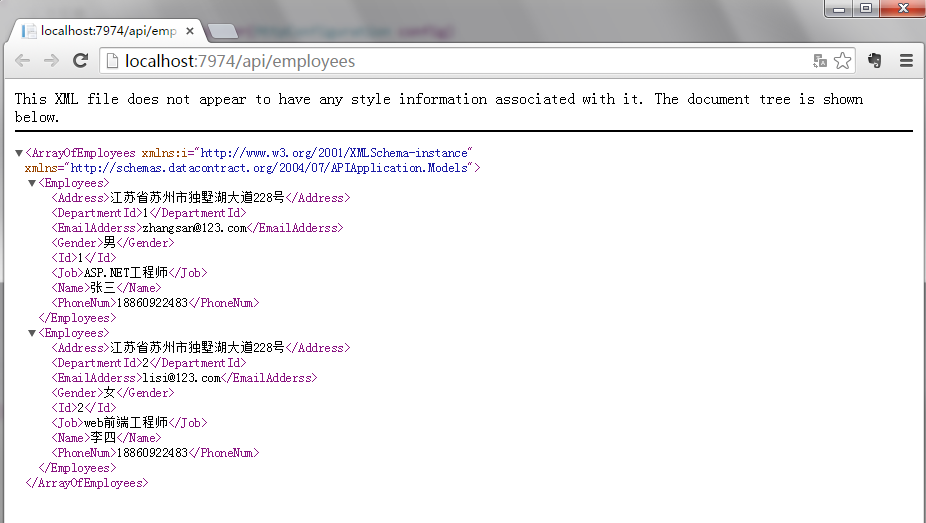 localhost:7974/api/emp
localhost:7974/api/employees
This XML file does not appear to have any style information associated with it. The document tree is shown
below.
<ArrayOfEmployees xmlns:i="http://www.w3.org/2001/XMLSchema-instance"
xmlns="http://schemas.datacontract.org/2004/07/APIApplication.Models">
<Employees>
<Address>江苏省苏州市独墅湖大道228号</Address>
<DepartmentId>1</DepartmentId>
<EmailAdderss>zhangsan@123.com</EmailAdderss>
<Gender>男</Gender>
<Id>1</Id>
<Job>ASP.NET工程师</Job>
<Name>张三</Name>
<PhoneNum>18860922483</PhoneNum>
</Employees>
<Employees>
<Address>江苏省苏州市独墅湖大道228号</Address>
<DepartmentId>2</DepartmentId>
<EmailAdderss>lisi@123.com</EmailAdderss>
<Gender>女</Gender>
<Id>2</Id>
<Job>web前端工程师</Job>
<Name>李四</Name>
<PhoneNum>18860922483</PhoneNum>
</Employees>
</ArrayOfEmployees>